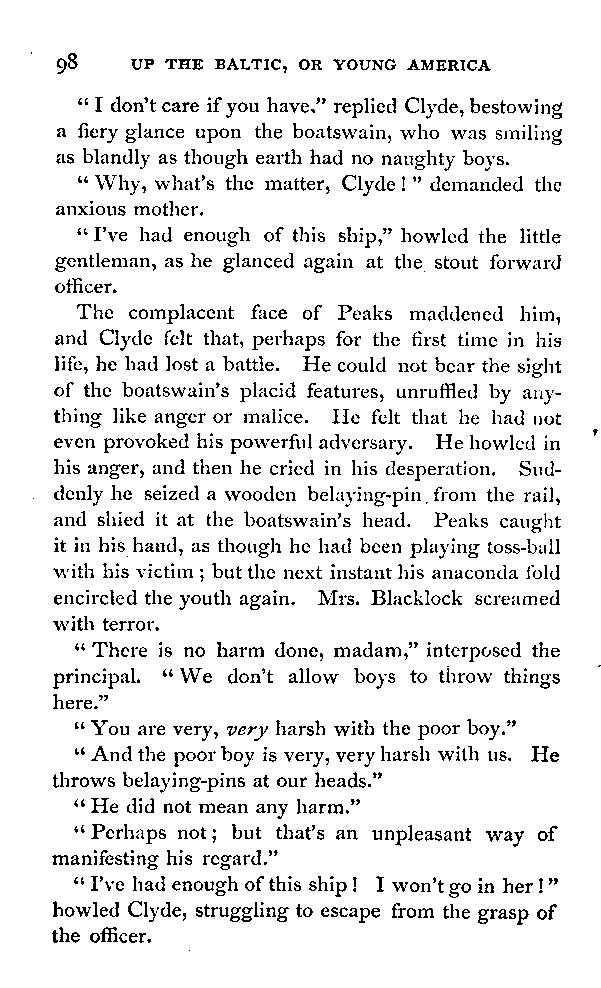 98 UP THE BALTIC, OR YOUNG AMERICA
“ I don’t care if you have,” replied Clyde, bestowing
a fiery glance upon the boatswain, who was smiling
as blandly as though earth had no naughty boys.
“ Why, what’s the matter, Clyde ! ” demanded the
anxious mother.
“ I’ve had enough of this ship,” howled the little
gentleman, as he glanced again at the stout forward
officer.
The complacent face of Peaks maddened him,
and Clyde felt that, perhaps for the first time in his
life, he had lost a battle. He could not bear the sight
of the boatswain’s placid features, unruffled by any-
thing like anger or malice. He felt that he had not
even provoked his powerful adversary. He howled in
his anger, and then he cried in his desperation. Sud-
denly he seized a wooden belaying-pin from the rail,
and shied it at the boatswain’s head. Peaks caught
it in his hand, as though he had been playing toss-ball
with his victim ; but the next instant his anaconda fold
encircled the youth again. Mrs. Blacklock screamed
with terror.
“ There is no harm done, madam,” interposed the
principal. “ We don’t allow boys to throw things
here.”
“ You are very, very harsh with the poor boy.”
“ And the poor boy is very, very harsh with us. He
throws belaying-pins at our heads.”
“ He did not mean any harm.”
“ Perhaps not ; but that’s an unpleasant way of
manifesting his regard.”
“ I’ve had enough of this ship ! I won’t go in her ! ”
howled Clyde, struggling to escape from the grasp of
the officer.